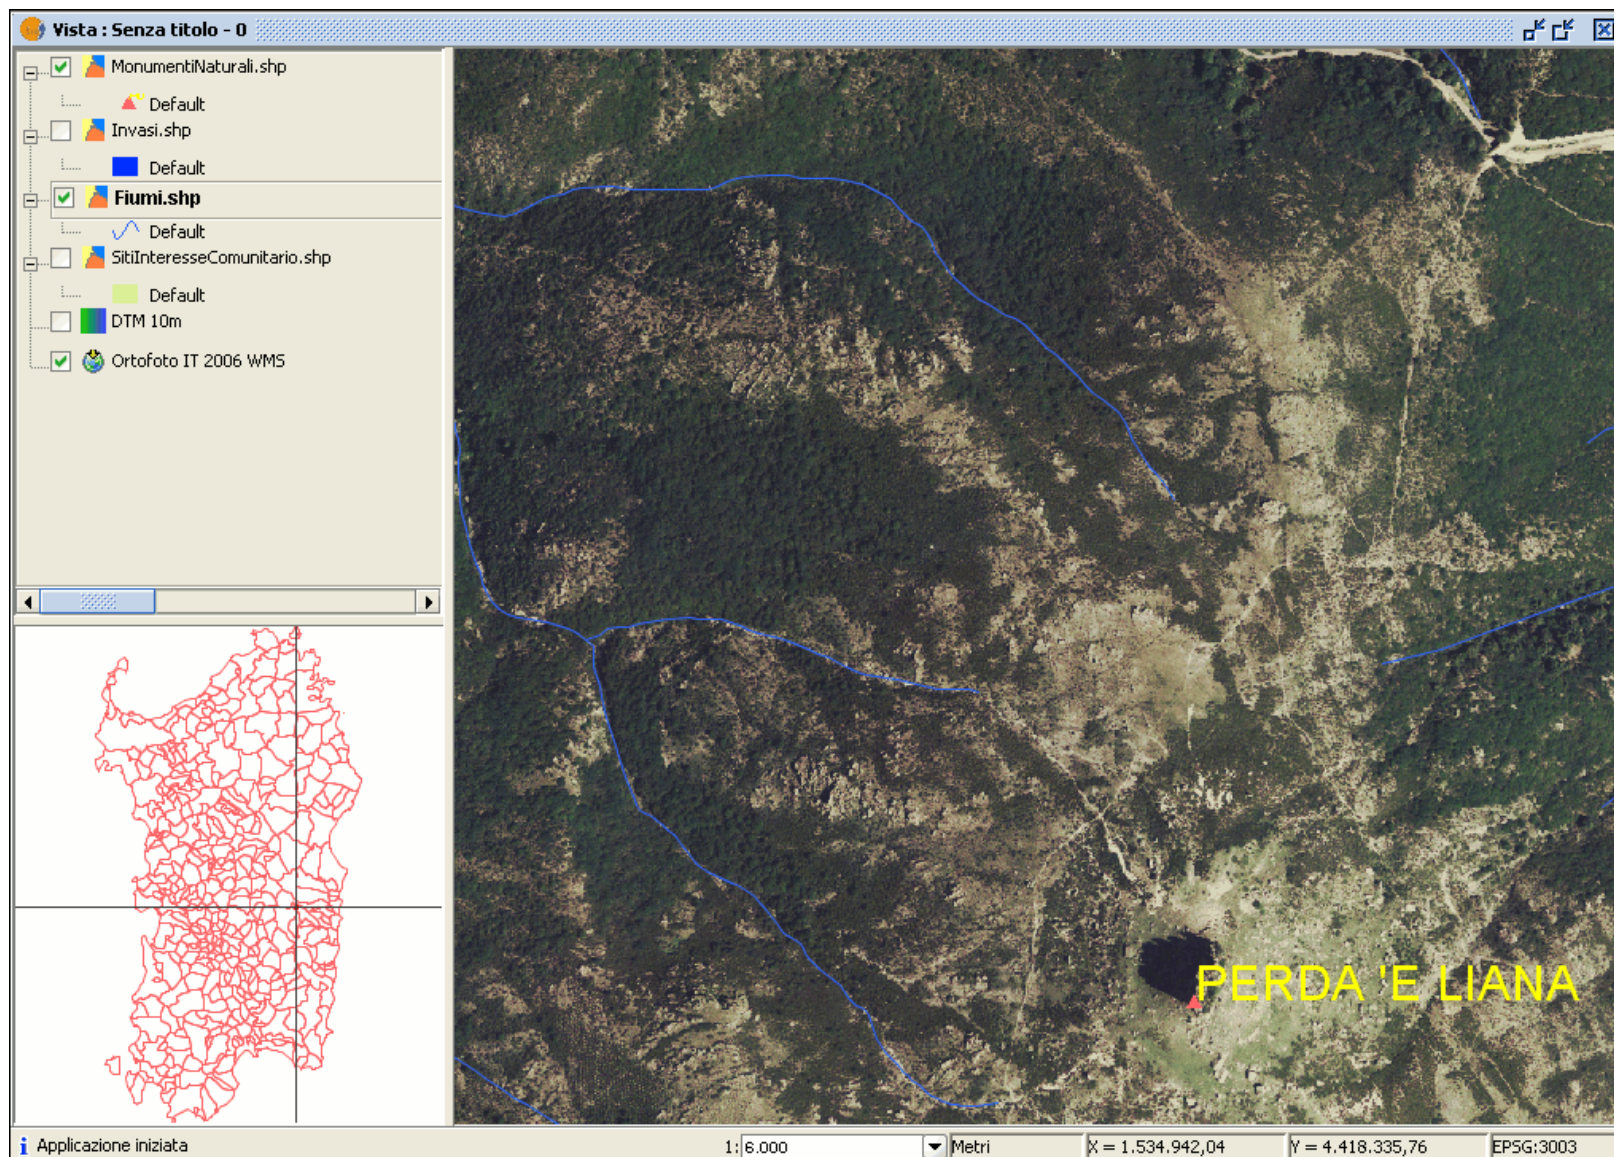 Vista : Senza titolo - 0
MonumentiNaturali.shp
Default
Invasi.shp
Default
Fiumi.shp
Default
SitiInteresseComunitario.shp
Default
DTM 10m
Ortofoto IT 2006 WMS
PERDA 'E LIANA
Applicazione iniziata
1: 6.000
Metri
X = 1.534.942,04
Y = 4.418.335,76
EPSG:3003